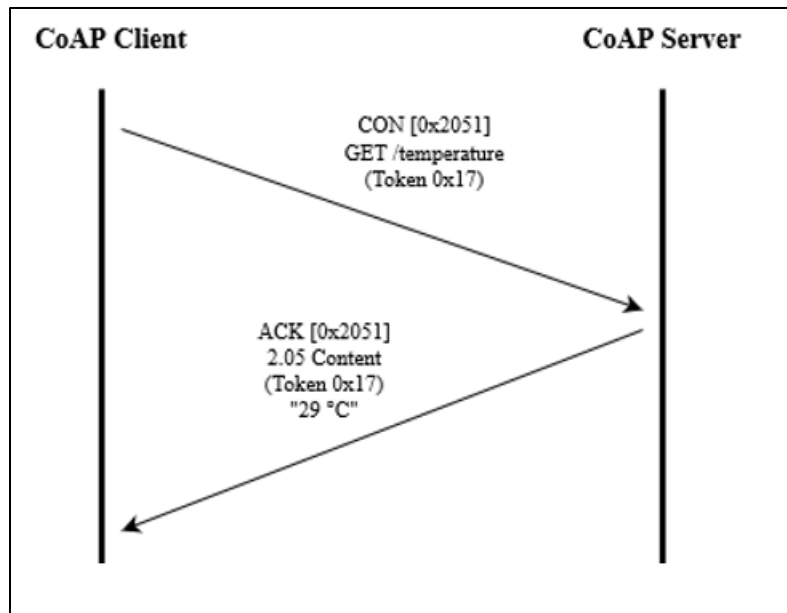 CoAP Client
CoAP Server
CON [0x2051]
GET /temperature
(Token 0x17)
ACK [0x2051]
2.05 Content
(Token 0x17)
"29 °C"